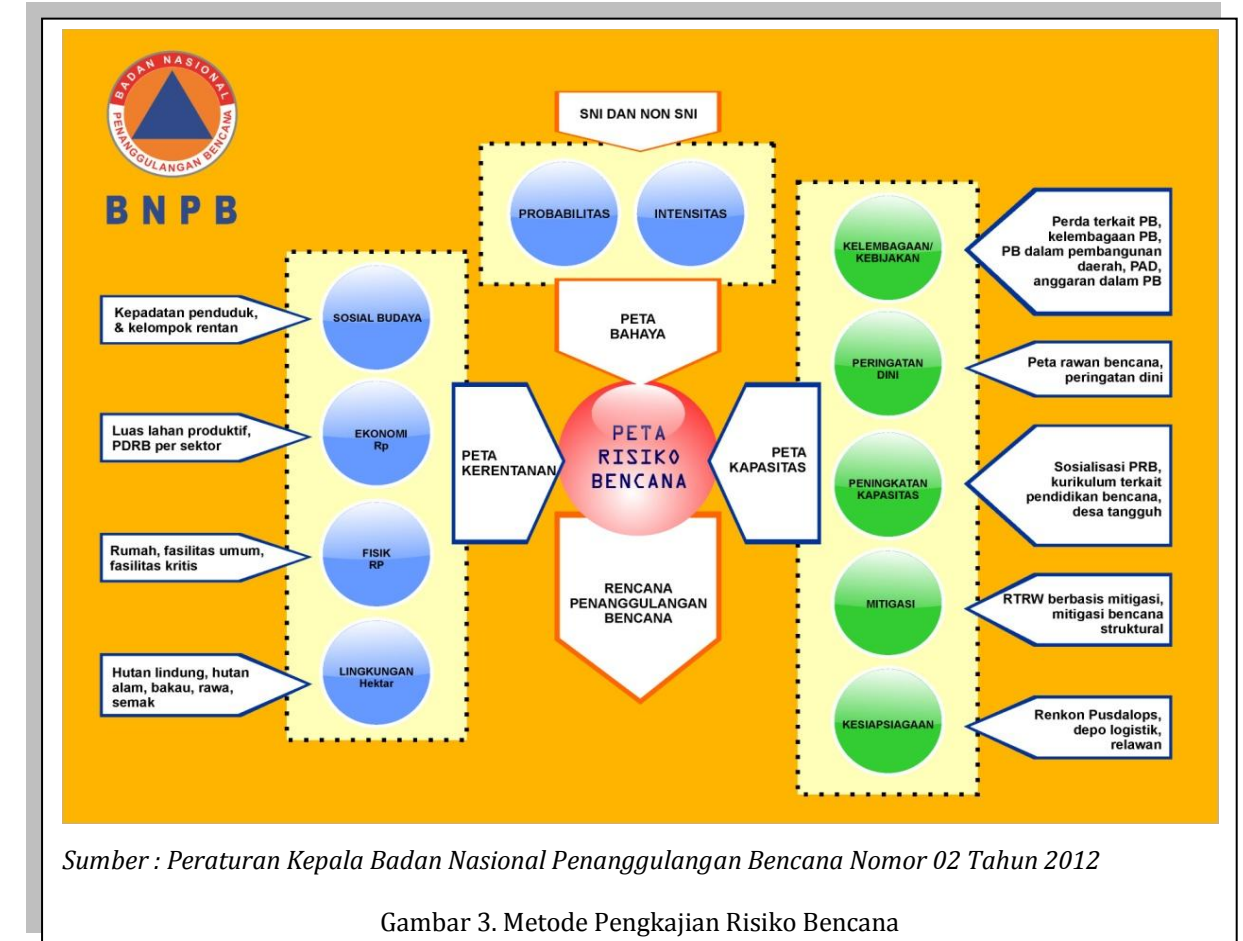 BADAN NASIONAL
PENANGGULANGAN BENCANA
BNPB
SNI DAN NON SNI
PROBABILITAS
INTENSITAS
PETA
BAHAYA
SOSIAL BUDAYA
EKONOMI
Rp
FISIK
RP
LINGKUNGAN
Hektar
Kepadatan penduduk,
& kelompok rentan
Luas lahan produktif,
PDRB per sektor
Rumah, fasilitas umum,
fasilitas kritis
Hutan lindung, hutan
alam, bakau, rawa,
semak
PETA
KERENTANAN
PETA
RISIKO
BENCANA
PETA
KAPASITAS
RENCANA
PENANGGULANGAN
BENCANA
KELEMBAGAAN/
KEBIJAKAN
PERINGATAN
DINI
PENINGKATAN
KAPASITAS
MITIGASI
KESIAPSIAGAAN
Perda terkait PB,
kelembagaan PB,
PB dalam pembangunan
daerah, PAD,
anggaran dalam PB
Peta rawan bencana,
peringatan dini
Sosialisasi PRB,
kurikulum terkait
pendidikan bencana,
desa tangguh
RTRW berbasis mitigasi,
mitigasi bencana
struktural
Renkon Pusdalops,
depo logistik,
relawan
Sumber : Peraturan Kepala Badan Nasional Penanggulangan Bencana Nomor 02 Tahun 2012
Gambar 3. Metode Pengkajian Risiko Bencana